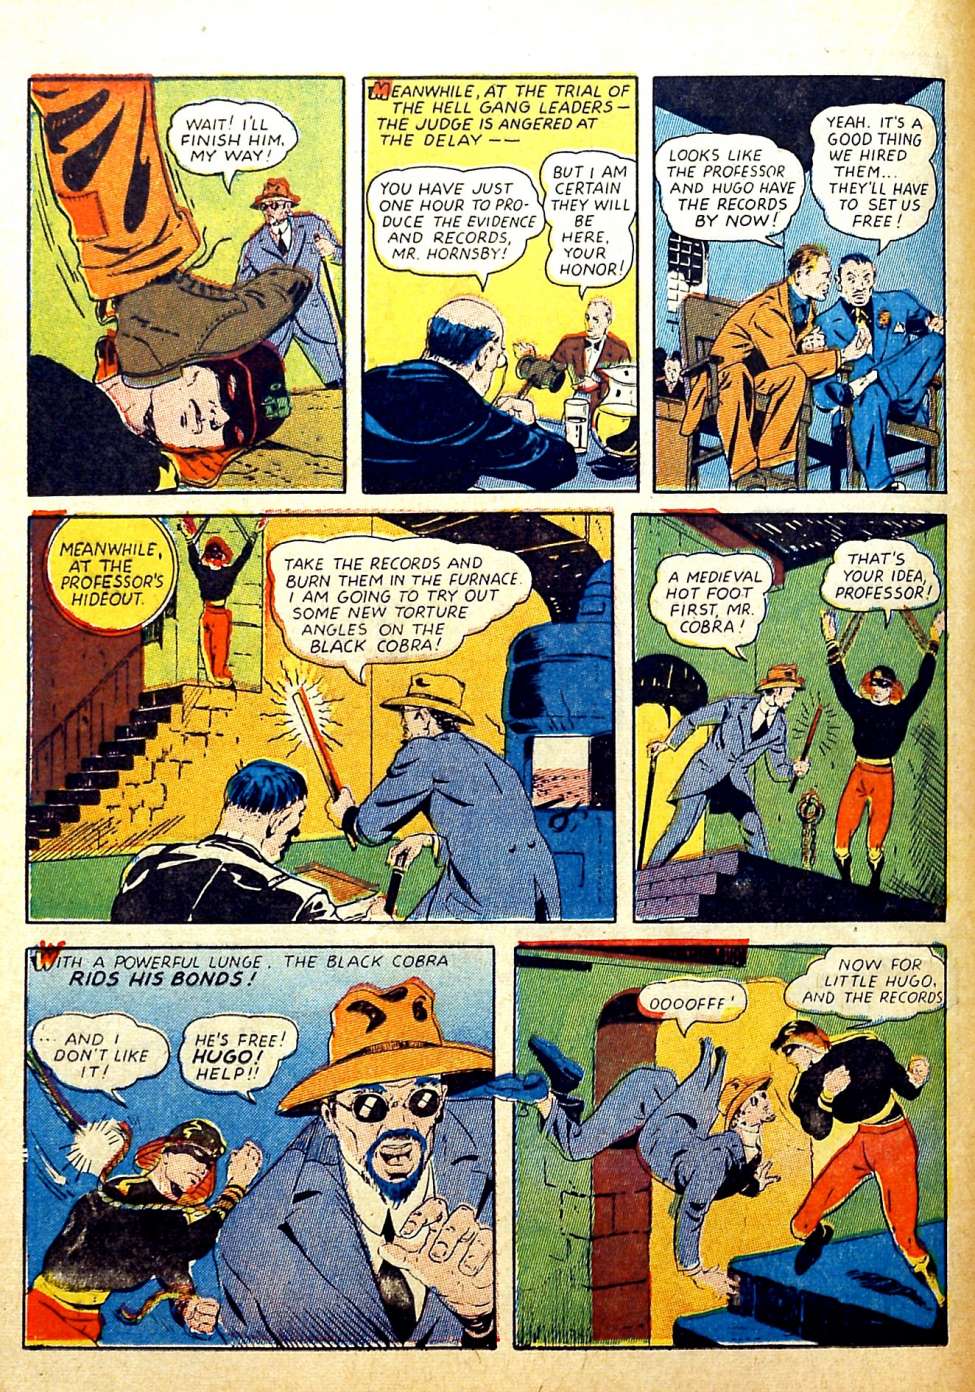 WAIT! I'LL
FINISH HIM,
MY WAY!
MEANWHILE, AT THE TRIAL OF
THE HELL GANG LEADERS —
THE JUDGE IS ANGERED AT
THE DELAY — —
YOU HAVE JUST
ONE HOUR TO PRO-
DUCE THE EVIDENCE
AND RECORDS,
MR. HORNSBY!
BUT I AM
CERTAIN
THEY WILL
BE
HERE,
YOUR
HONOR!
LOOKS LIKE
THE PROFESSOR
AND HUGO HAVE
THE RECORDS
BY NOW!
YEAH. IT'S A
GOOD THING
WE HIRED
THEM...
THEY'LL HAVE
TO SET US
FREE!
MEANWHILE,
AT THE
PROFESSOR'S
HIDEOUT.
TAKE THE RECORDS AND
BURN THEM IN THE FURNACE.
I AM GOING TO TRY OUT
SOME NEW TORTURE
ANGLES ON THE
BLACK COBRA!
A MEDIEVAL
HOT FOOT
FIRST, MR.
COBRA!
THAT'S
YOUR IDEA,
PROFESSOR!
WITH A POWERFUL LUNGE, THE BLACK COBRA
RIDS HIS BONDS!
... AND I
DON'T LIKE
IT!
HE'S FREE!
HUGO!
HELP!!
OOOOFFF!
NOW FOR
LITTLE HUGO,
AND THE RECORDS